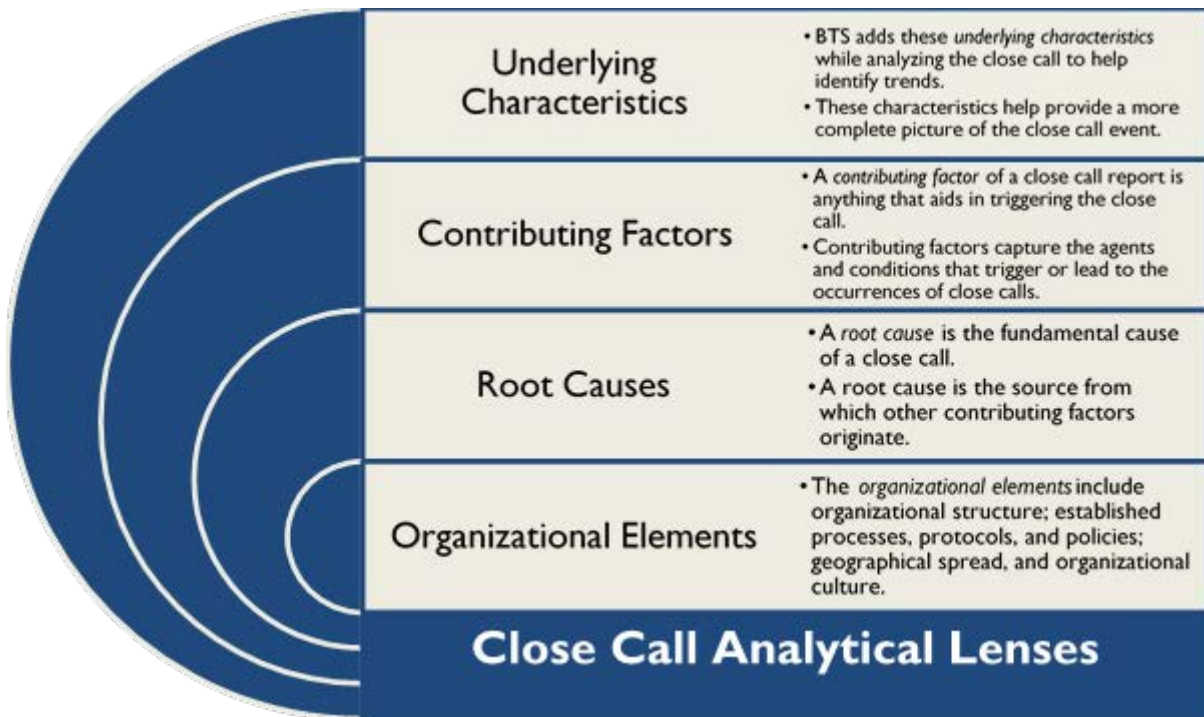 Underlying
Characteristics
• BTS adds these underlying characteristics
while analyzing the close call to help
identify trends.
• These characteristics help provide a more
complete picture of the close call event.
Contributing Factors
• A contributing factor of a close call report is
anything that aids in triggering the close
call.
• Contributing factors capture the agents
and conditions that trigger or lead to the
occurrences of close calls.
Root Causes
• A root cause is the fundamental cause
of a close call.
• A root cause is the source from
which other contributing factors
originate.
Organizational Elements
• The organizational elements include
organizational structure; established
processes, protocols, and policies;
geographical spread, and organizational
culture.
Close Call Analytical Lenses